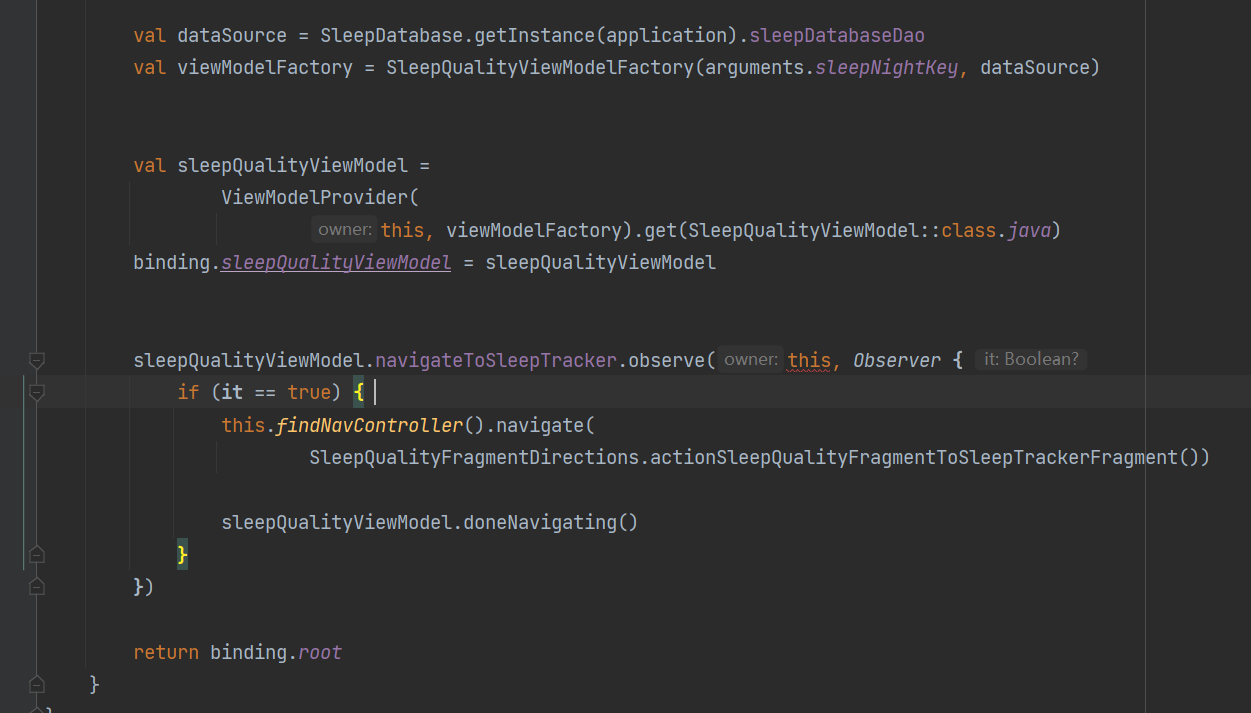 val dataSource = SleepDatabase.getInstance(application).sleepDatabaseDao
val viewModelFactory = SleepQualityViewModelFactory(arguments.sleepNightKey, dataSource)
val sleepQualityViewModel =
ViewModelProvider(
owner: this, viewModelFactory).get(SleepQualityViewModel::class.java)
binding.sleepQualityViewModel = sleepQualityViewModel
sleepQualityViewModel.navigateToSleepTracker.observe( owner: this, Observer { it: Boolean?
if (it == true) {
this.findNavController().navigate(
SleepQualityFragmentDirections.actionSleepQualityFragmentToSleepTrackerFragment())
sleepQualityViewModel.doneNavigating()
}
})
return binding.root
}
}